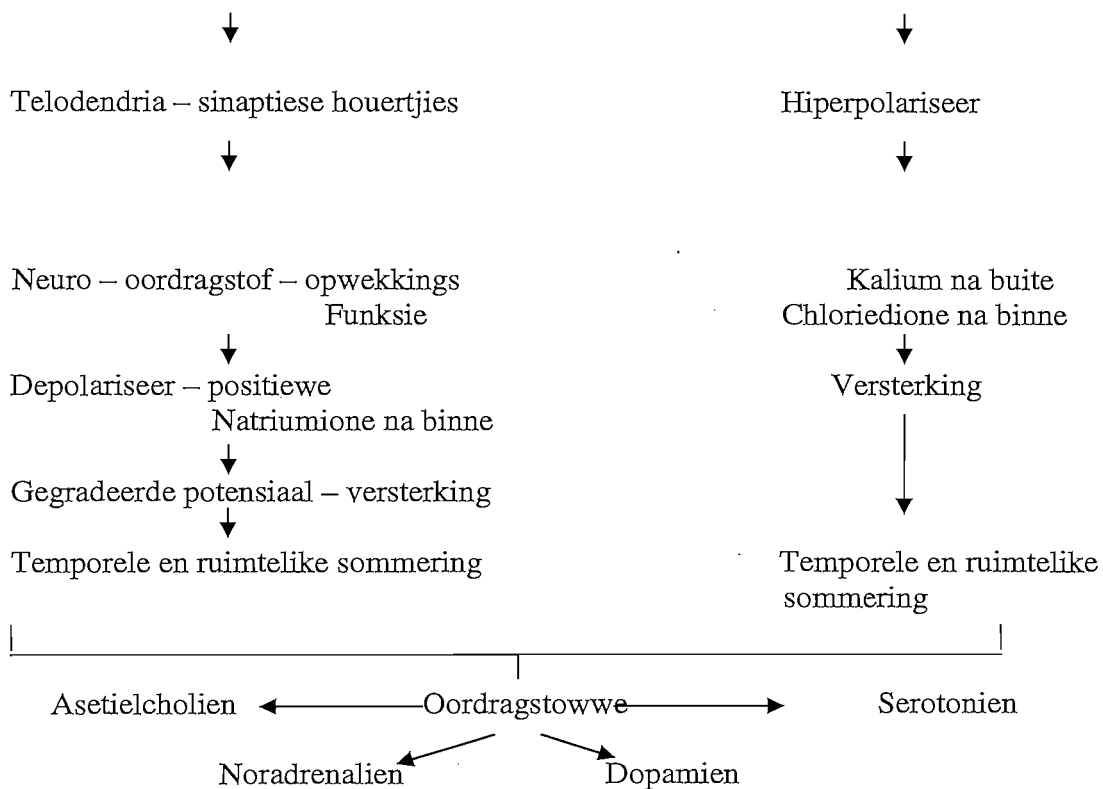 Telodendria – sinaptiese houertjies
Hiperpolariseer
Neuro – oordragstof – opwekkings
Funksie
Kalium na buite
Chloriedione na binne
Depolariseer – positiewe
Natriumione na binne
Versterking
Gegradeerde potensiaal – versterking
Temporele en ruimtelike sommering
Temporele en ruimtelike
sommering
Asetielcholien
Oordragstowwe
Serotonien
Noradrenalien
Dopamien